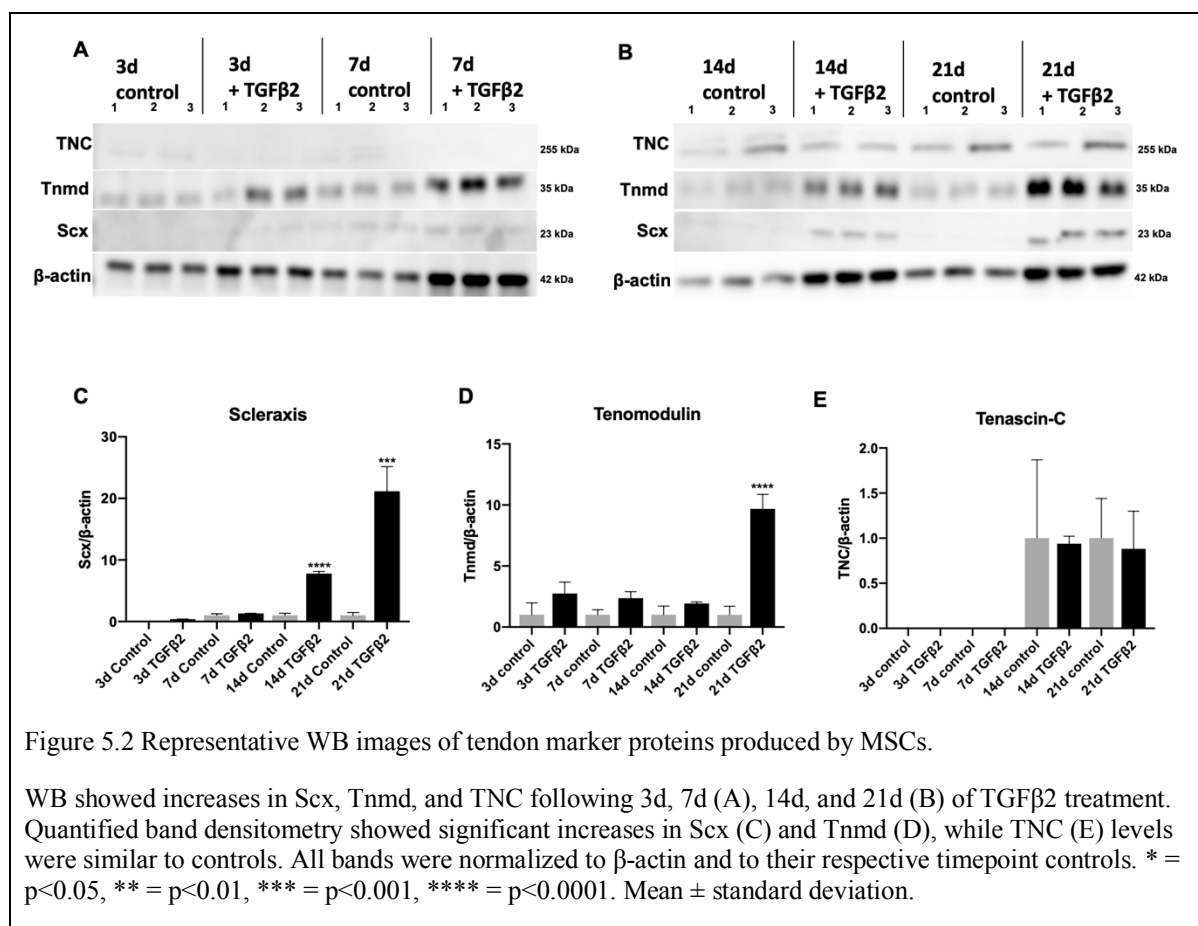 A
3d control
3d + TGFβ2
7d control
7d + TGFβ2
1 2 3 1 2 3 1 2 3 1 2 3
TNC
255 kDa
Tnmd
35 kDa
Scx
23 kDa
β-actin
42 kDa
B
14d control
14d + TGFβ2
21d control
21d + TGFβ2
1 2 3 1 2 3 1 2 3 1 2 3
TNC
255 kDa
Tnmd
35 kDa
Scx
23 kDa
β-actin
42 kDa
C
Scleraxis
Scx/β-actin
30
20
10
0
****
***
3d Control
3d TGFβ2
7d Control
7d TGFβ2
14d Control
14d TGFβ2
21d Control
21d TGFβ2
D
Tenomodulin
Tnmd/β-actin
15
10
5
0
****
3d control
3d TGFβ2
7d control
7d TGFβ2
14d control
14d TGFβ2
21d control
21d TGFβ2
E
Tenascin-C
TNC/β-actin
2.0
1.5
1.0
0.5
0.0
3d control
3d TGFβ2
7d control
7d TGFβ2
14d control
14d TGFβ2
21d control
21d TGFβ2
Figure 5.2 Representative WB images of tendon marker proteins produced by MSCs.
WB showed increases in Scx, Tnmd, and TNC following 3d, 7d (A), 14d, and 21d (B) of TGFβ2 treatment.
Quantified band densitometry showed significant increases in Scx (C) and Tnmd (D), while TNC (E) levels
were similar to controls. All bands were normalized to β-actin and to their respective timepoint controls. * =
p<0.05, ** = p<0.01, *** = p<0.001, **** = p<0.0001. Mean ± standard deviation.